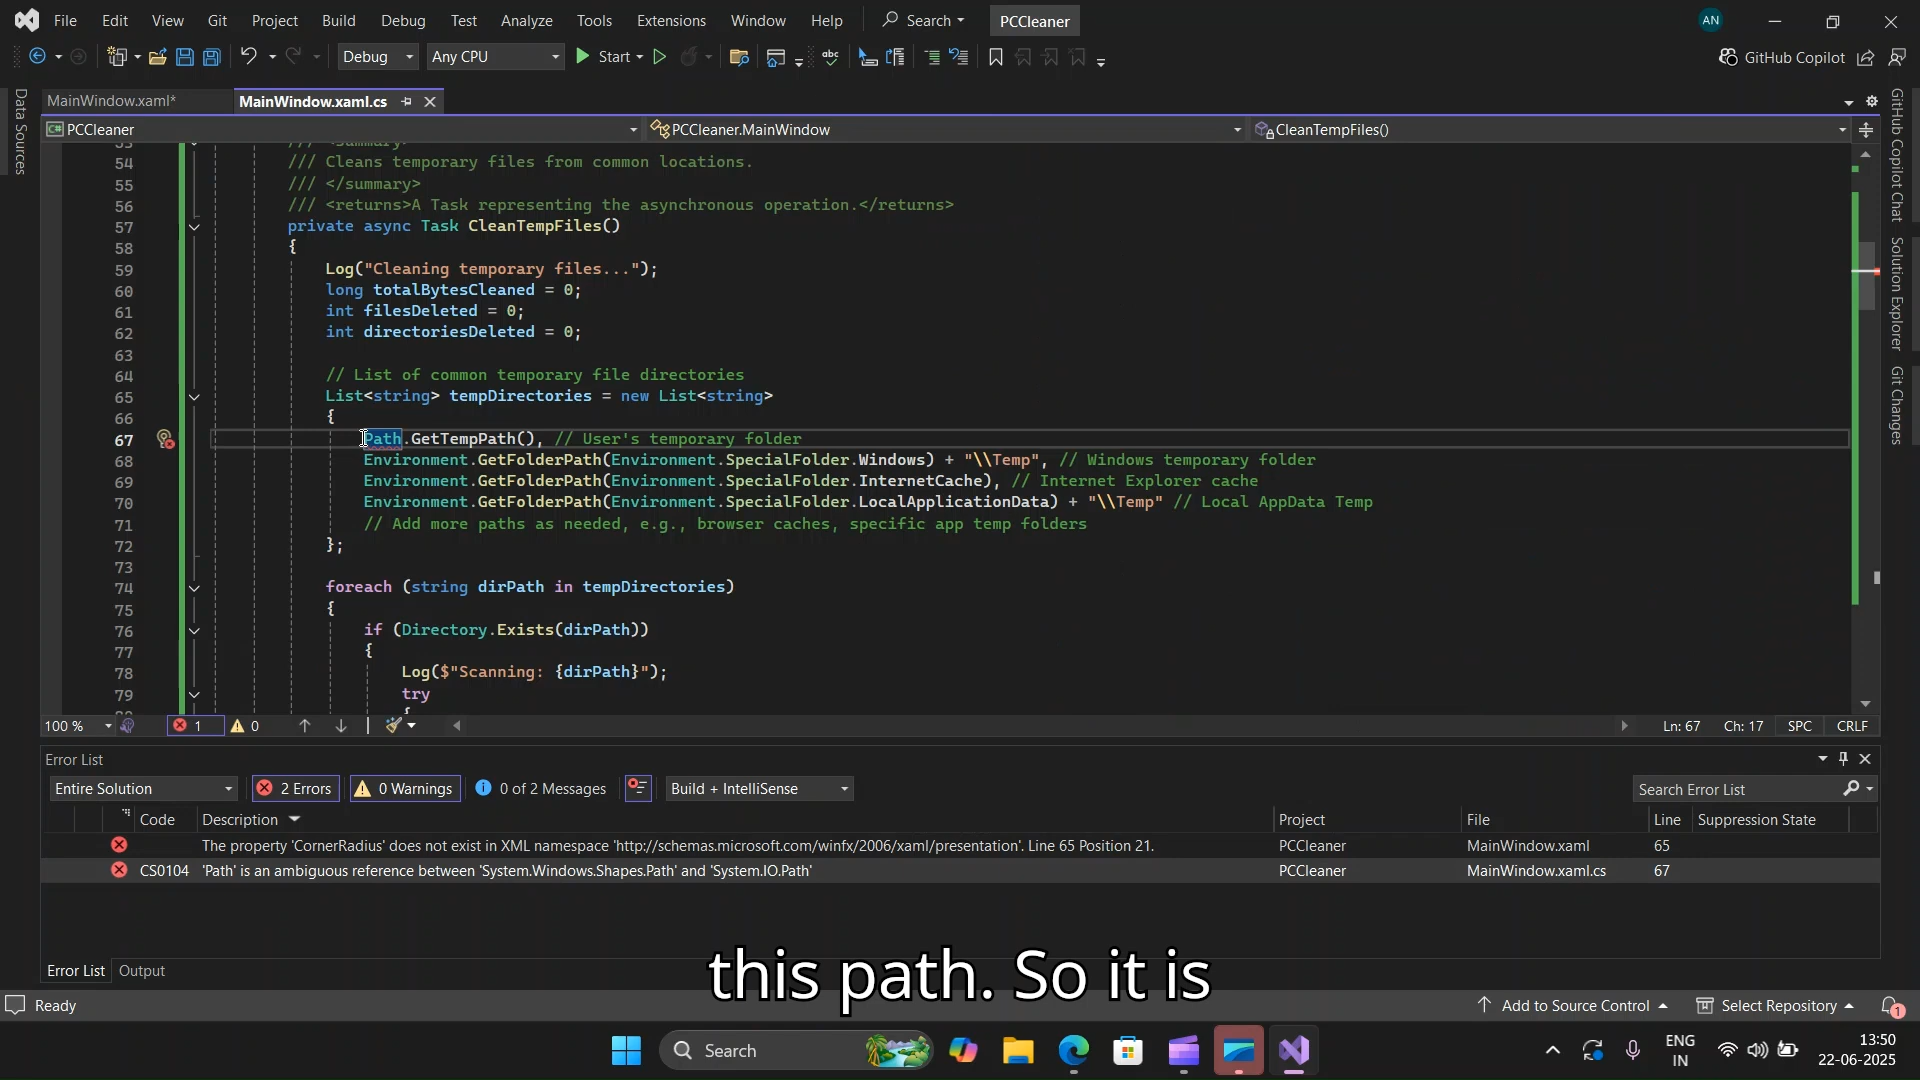 File Edit View Git Project Build Debug Test Analyze Tools Extensions Window Help Search PCCleaner AN
Debug Any CPU Start GitHub Copilot
MainWindow.xaml* MainWindow.xaml.cs
PCCleaner PCCleaner.MainWindow CleanTempFiles()
Data Sources
GitHub Copilot Chat
Solution Explorer
Git Changes
53 /// <summary>
54 /// Cleans temporary files from common locations.
55 /// </summary>
56 /// <returns>A Task representing the asynchronous operation.</returns>
57 private async Task CleanTempFiles()
58 {
59 Log("Cleaning temporary files...");
60 long totalBytesCleaned = 0;
61 int filesDeleted = 0;
62 int directoriesDeleted = 0;
63
64 // List of common temporary file directories
65 List<string> tempDirectories = new List<string>
66 {
67 Path.GetTempPath(), // User's temporary folder
68 Environment.GetFolderPath(Environment.SpecialFolder.Windows) + "\\Temp", // Windows temporary folder
69 Environment.GetFolderPath(Environment.SpecialFolder.InternetCache), // Internet Explorer cache
70 Environment.GetFolderPath(Environment.SpecialFolder.LocalApplicationData) + "\\Temp" // Local AppData Temp
71 // Add more paths as needed, e.g., browser caches, specific app temp folders
72 };
73
74 foreach (string dirPath in tempDirectories)
75 {
76 if (Directory.Exists(dirPath))
77 {
78 Log($"Scanning: {dirPath}");
79 try
{
100 % 1 0 Ln: 67 Ch: 17 SPC CRLF
Error List
Entire Solution 2 Errors 0 Warnings 0 of 2 Messages Build + IntelliSense Search Error List
Code Description Project File Line Suppression State
The property 'CornerRadius' does not exist in XML namespace 'http://schemas.microsoft.com/winfx/2006/xaml/presentation'. Line 65 Position 21. PCCleaner MainWindow.xaml 65
CS0104 'Path' is an ambiguous reference between 'System.Windows.Shapes.Path' and 'System.IO.Path' PCCleaner MainWindow.xaml.cs 67
this path. So it is
Error List Output
Ready Add to Source Control Select Repository 1
Search ENG IN 13:50
22-06-2025